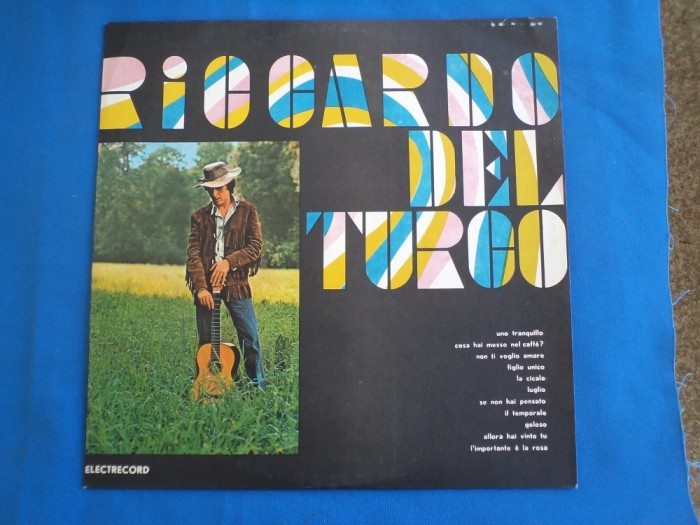 RICCARDO
DEL
TURCO
uno tranquillo
cosa hai messo nel caffè?
non ti voglio amare
figlio unico
la cicala
luglio
se non hai pensato
il temporale
geloso
allora hai vinto tu
l'importante è la rosa
ELECTRECORD